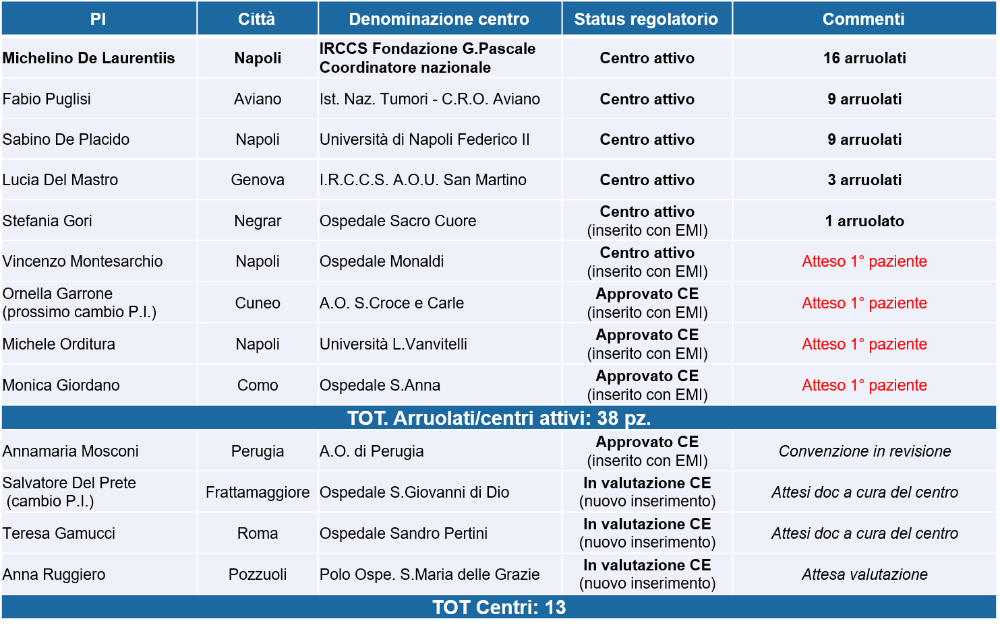 PI Città Denominazione centro Status regolatorio Commenti
Michelino De Laurentiis Napoli IRCCS Fondazione G.Pascale Centro attivo 16 arruolati
Coordinatore nazionale
Fabio Puglisi Aviano Ist. Naz. Tumori - C.R.O. Aviano Centro attivo 9 arruolati
Sabino De Placido Napoli Università di Napoli Federico II Centro attivo 9 arruolati
Lucia Del Mastro Genova I.R.C.C.S. A.O.U. San Martino Centro attivo 3 arruolati
Stefania Gori Negrar Ospedale Sacro Cuore Centro attivo 1 arruolato
(inserito con EMI)
Vincenzo Montesarchio Napoli Ospedale Monaldi Centro attivo Atteso 1° paziente
(inserito con EMI)
Ornella Garrone Cuneo A.O. S.Croce e Carle Approvato CE Atteso 1° paziente
(prossimo cambio P.I.) (inserito con EMI)
Michele Orditura Napoli Università L.Vanvitelli Approvato CE Atteso 1° paziente
(inserito con EMI)
Monica Giordano Como Ospedale S.Anna Approvato CE Atteso 1° paziente
(inserito con EMI)
TOT. Arruolati/centri attivi: 38 pz.
Annamaria Mosconi Perugia A.O. di Perugia Approvato CE Convenzione in revisione
(inserito con EMI)
Salvatore Del Prete Frattamaggiore Ospedale S.Giovanni di Dio In valutazione CE Attesi doc a cura del centro
(cambio P.I.) (nuovo inserimento)
Teresa Gamucci Roma Ospedale Sandro Pertini In valutazione CE Attesi doc a cura del centro
(nuovo inserimento)
Anna Ruggiero Pozzuoli Polo Ospe. S.Maria delle Grazie In valutazione CE Attesa valutazione
(nuovo inserimento)
TOT Centri: 13